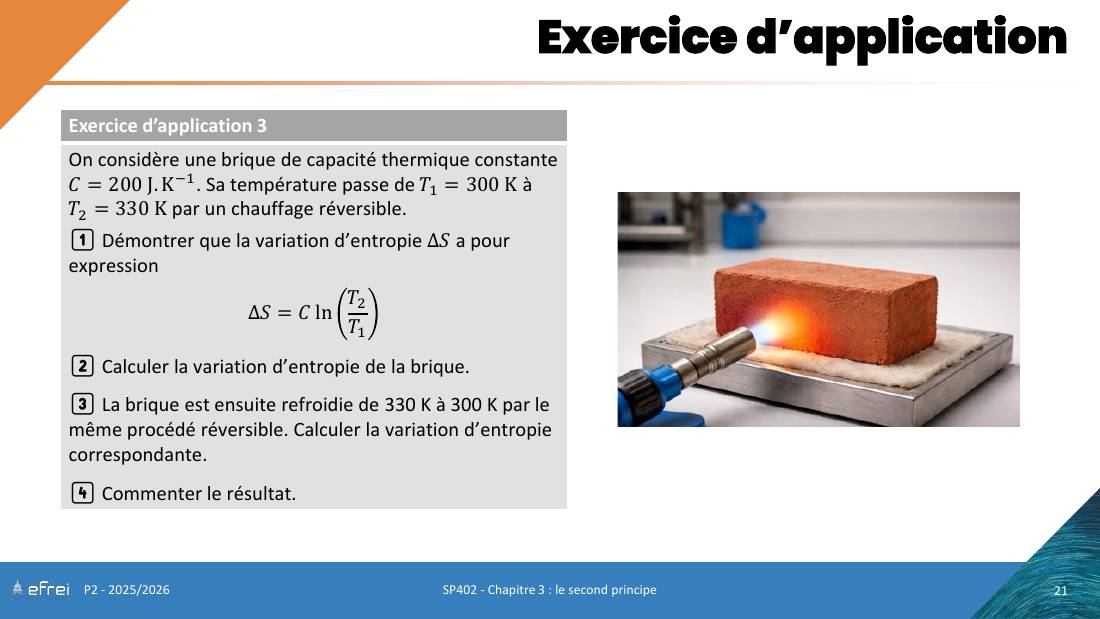 Exercice d’application
Exercice d’application 3
On considère une brique de capacité thermique constante
C = 200 J.K⁻¹. Sa température passe de T₁ = 300 K à
T₂ = 330 K par un chauffage réversible.
1 Démontrer que la variation d’entropie ΔS a pour
expression
ΔS = C ln(T₂/T₁)
2 Calculer la variation d’entropie de la brique.
3 La brique est ensuite refroidie de 330 K à 300 K par le
même procédé réversible. Calculer la variation d’entropie
correspondante.
4 Commenter le résultat.
efrei P2 - 2025/2026 SP402 - Chapitre 3 : le second principe 21